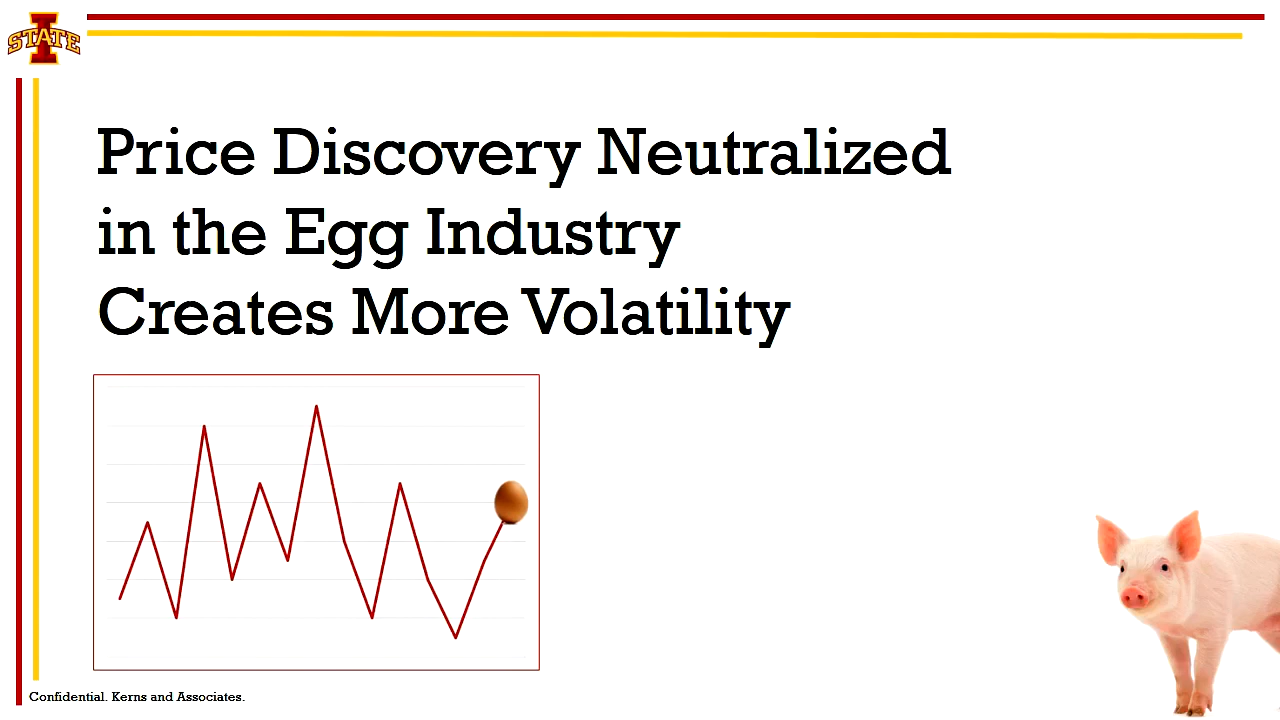 STATE
Price Discovery Neutralized
in the Egg Industry
Creates More Volatility
Confidential. Kerns and Associates.